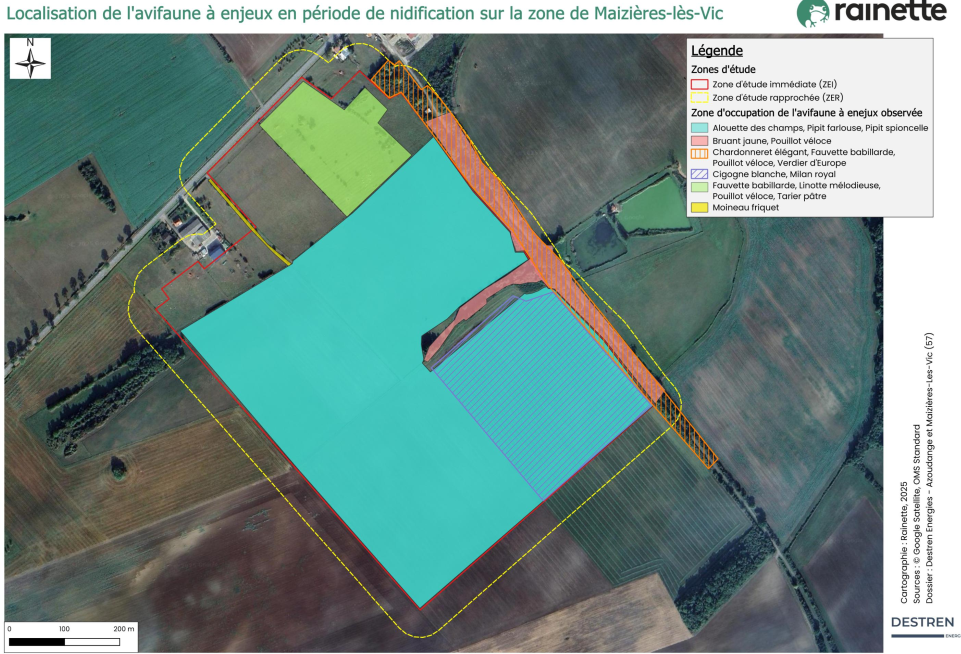 Localisation de l'avifaune à enjeux en période de nidification sur la zone de Maizières-lès-Vic
rainette
N
Légende
Zones d'étude
Zone d'étude immédiate (ZEI)
Zone d'étude rapprochée (ZER)
Zone d'occupation de l'avifaune à enejux observée
Alouette des champs, Pipit farlouse, Pipit spioncelle
Bruant jaune, Pouillot véloce
Chardonneret élégant, Fauvette babillarde,
Pouillot véloce, Verdier d'Europe
Cigogne blanche, Milan royal
Fauvette babillarde, Linotte mélodieuse,
Pouillot véloce, Tarier pâtre
Moineau friquet
Cartographie : Rainette, 2025
Sources : © Google Satellite, OMS Standard
Dossier : Destren Energies - Azoudange et Maizières-Les-Vic (57)
0 100 200 m
DESTREN
ENERG